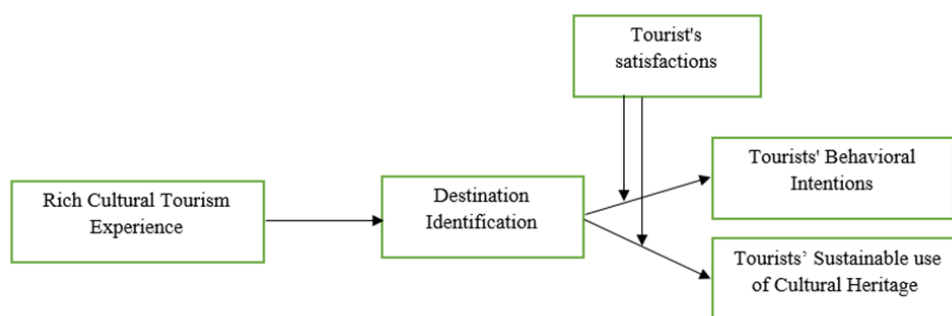 Tourist's
satisfactions
Tourists' Behavioral
Intentions
Rich Cultural Tourism
Experience
Destination
Identification
Tourists’ Sustainable use
of Cultural Heritage